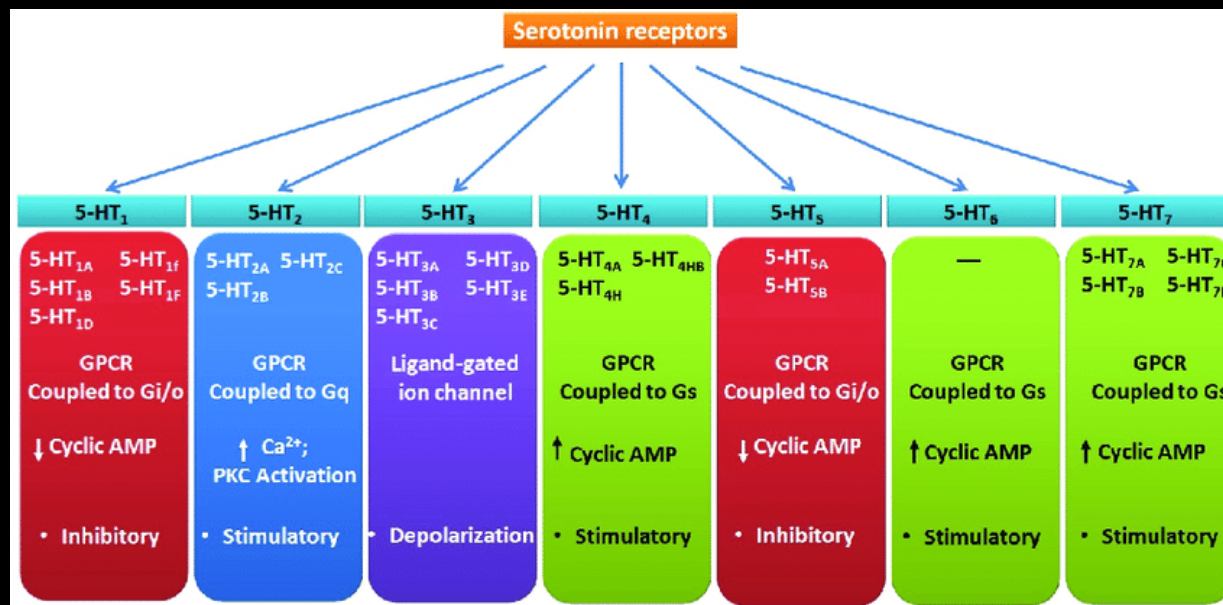 Serotonin receptors
5-HT₁
5-HT₂
5-HT₃
5-HT₄
5-HT₅
5-HT₆
5-HT₇
5-HT₁A 5-HT₁f
5-HT₁B 5-HT₁F
5-HT₁D
GPCR
Coupled to Gi/o
↓ Cyclic AMP
• Inhibitory
5-HT₂A 5-HT₂C
5-HT₂B
GPCR
Coupled to Gq
↑ Ca²⁺;
PKC Activation
• Stimulatory
5-HT₃A 5-HT₃D
5-HT₃B 5-HT₃E
5-HT₃C
Ligand-gated
ion channel
• Depolarization
5-HT₄A 5-HT₄HB
5-HT₄H
GPCR
Coupled to Gs
↑ Cyclic AMP
• Stimulatory
5-HT₅A
5-HT₅B
GPCR
Coupled to Gi/o
↓ Cyclic AMP
• Inhibitory
—
GPCR
Coupled to Gs
↑ Cyclic AMP
• Stimulatory
5-HT₇A
5-HT₇B
GPCR
Coupled to Gs
↑ Cyclic AMP
• Stimulatory